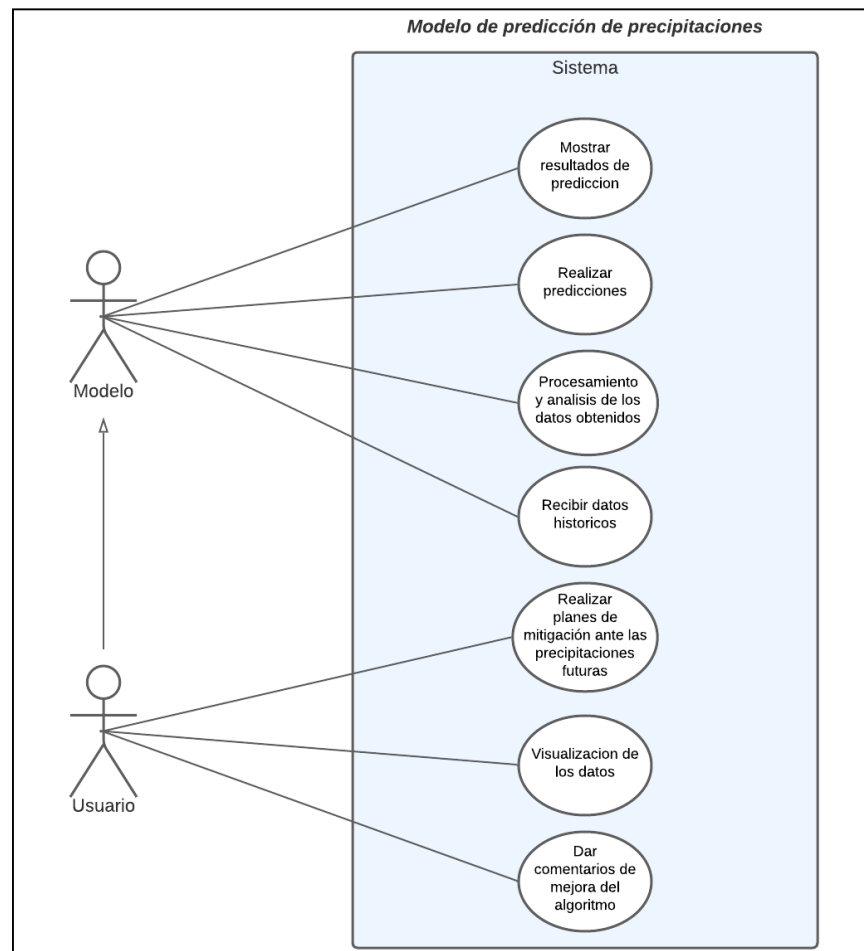 Modelo de predicción de precipitaciones
Sistema
Mostrar
resultados de
prediccion
Realizar
predicciones
Procesamiento
y analisis de los
datos obtenidos
Modelo
Recibir datos
historicos
Realizar
planes de
mitigación ante las
precipitaciones
futuras
Visualizacion de
los datos
Usuario
Dar
comentarios de
mejora del
algoritmo